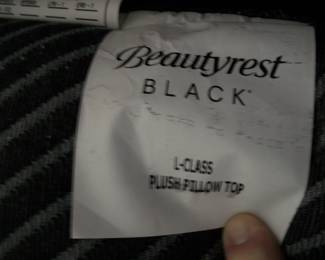 Beautyrest
BLACK®
L-CLASS
PLUSH PILLOW TOP